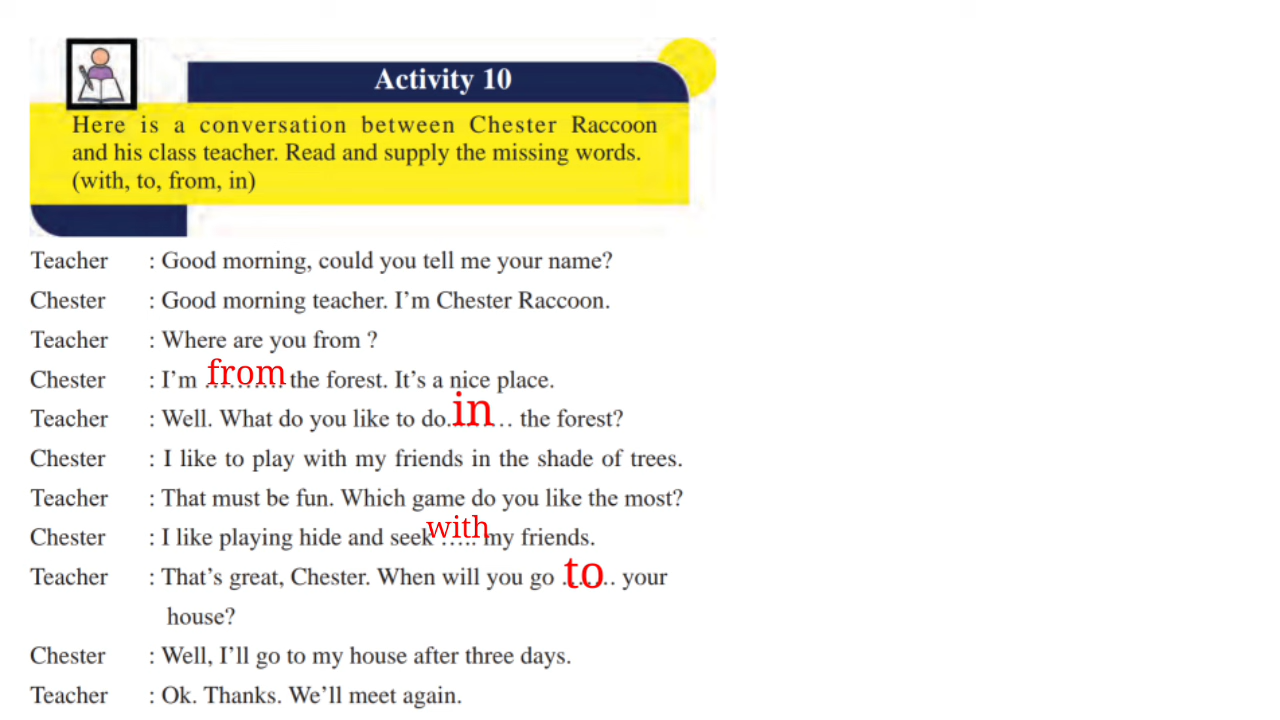 Activity 10
Here is a conversation between Chester Raccoon
and his class teacher. Read and supply the missing words.
(with, to, from, in)
Teacher : Good morning, could you tell me your name?
Chester : Good morning teacher. I’m Chester Raccoon.
Teacher : Where are you from ?
Chester : I’m from the forest. It’s a nice place.
Teacher : Well. What do you like to do in the forest?
Chester : I like to play with my friends in the shade of trees.
Teacher : That must be fun. Which game do you like the most?
Chester : I like playing hide and seek with my friends.
Teacher : That’s great, Chester. When will you go to your
house?
Chester : Well, I’ll go to my house after three days.
Teacher : Ok. Thanks. We’ll meet again.